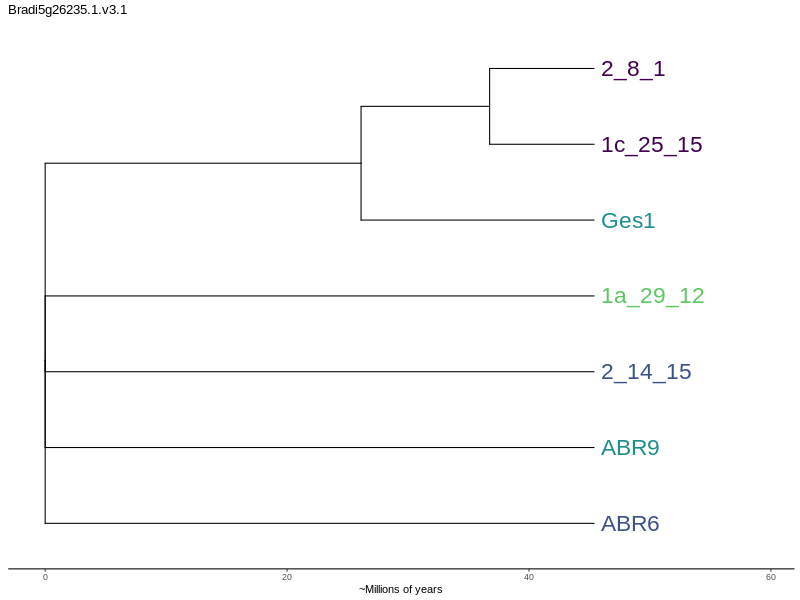 Bradi5g26235.1.v3.1
2_8_1
1c_25_15
Ges1
1a_29_12
2_14_15
ABR9
ABR6
0 20 40 60
~Millions of years